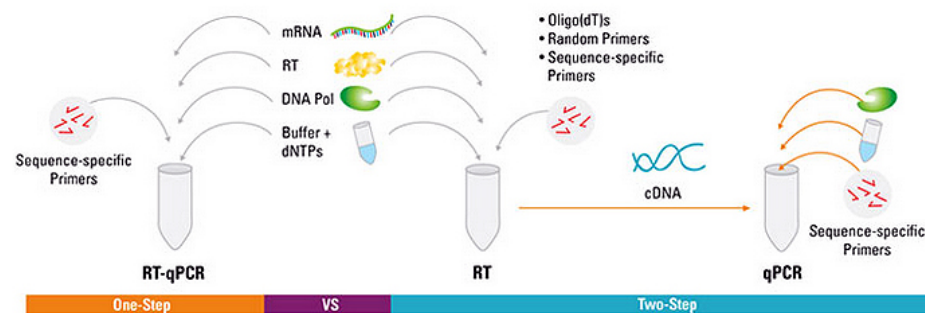 mRNA
RT
DNA Pol
Buffer +
dNTPs
Sequence-specific
Primers
• Oligo(dT)s
• Random Primers
• Sequence-specific
Primers
cDNA
Sequence-specific
Primers
RT-qPCR
RT
qPCR
One-Step
VS
Two-Step